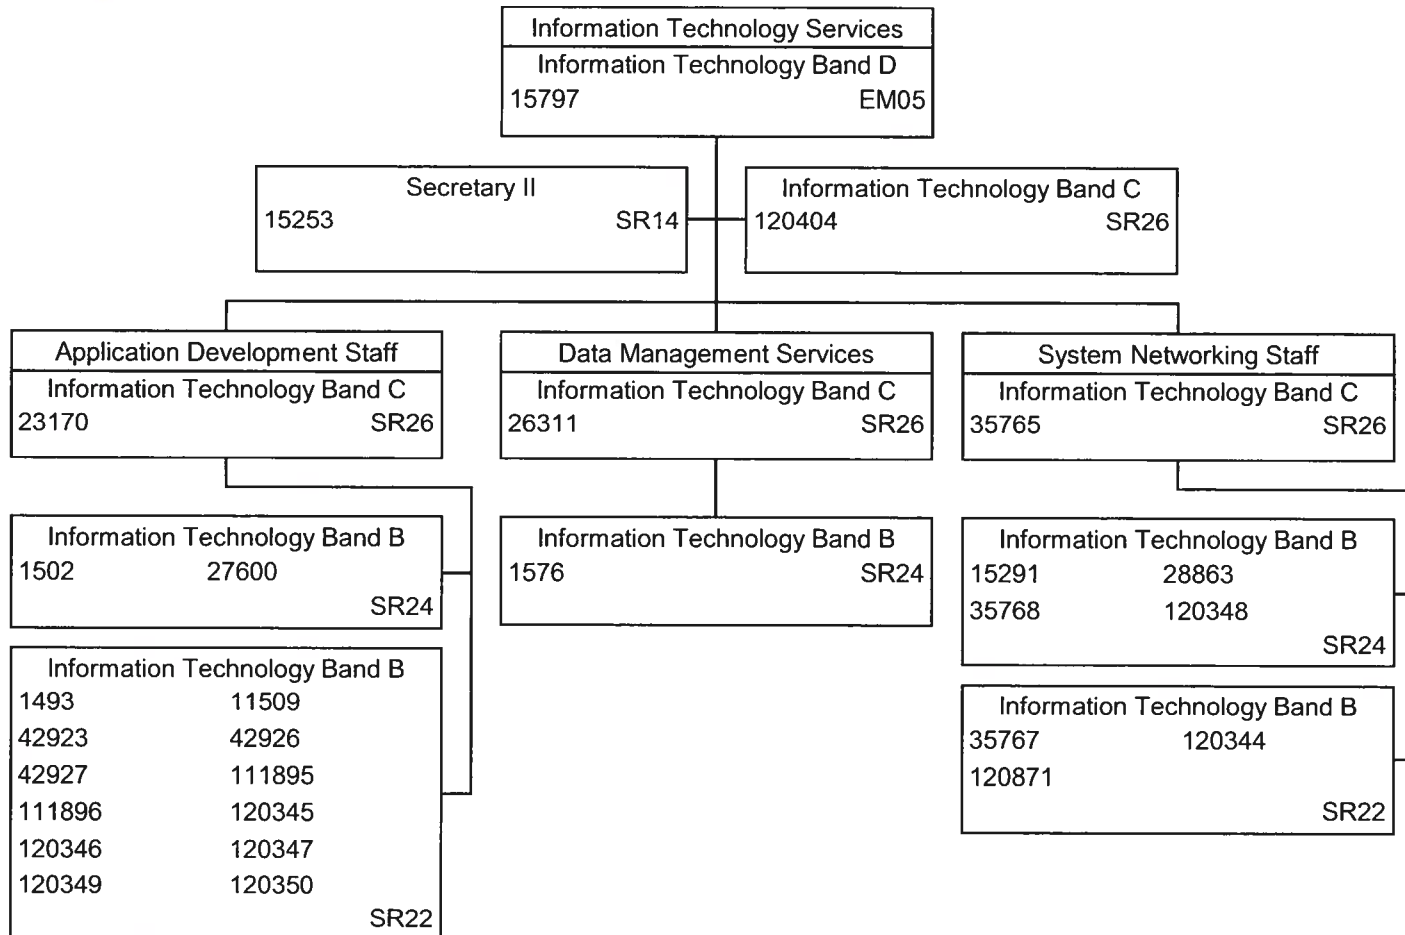 Information Technology Services
Information Technology Band D
15797 EM05
Secretary II
15253 SR14
Information Technology Band C
120404 SR26
Application Development Staff
Information Technology Band C
23170 SR26
Data Management Services
Information Technology Band C
26311 SR26
System Networking Staff
Information Technology Band C
35765 SR26
Information Technology Band B
1502 27600
SR24
Information Technology Band B
1493 11509
42923 42926
42927 111895
111896 120345
120346 120347
120349 120350
SR22
Information Technology Band B
1576 SR24
Information Technology Band B
15291 28863
35768 120348
SR24
Information Technology Band B
35767 120344
120871
SR22